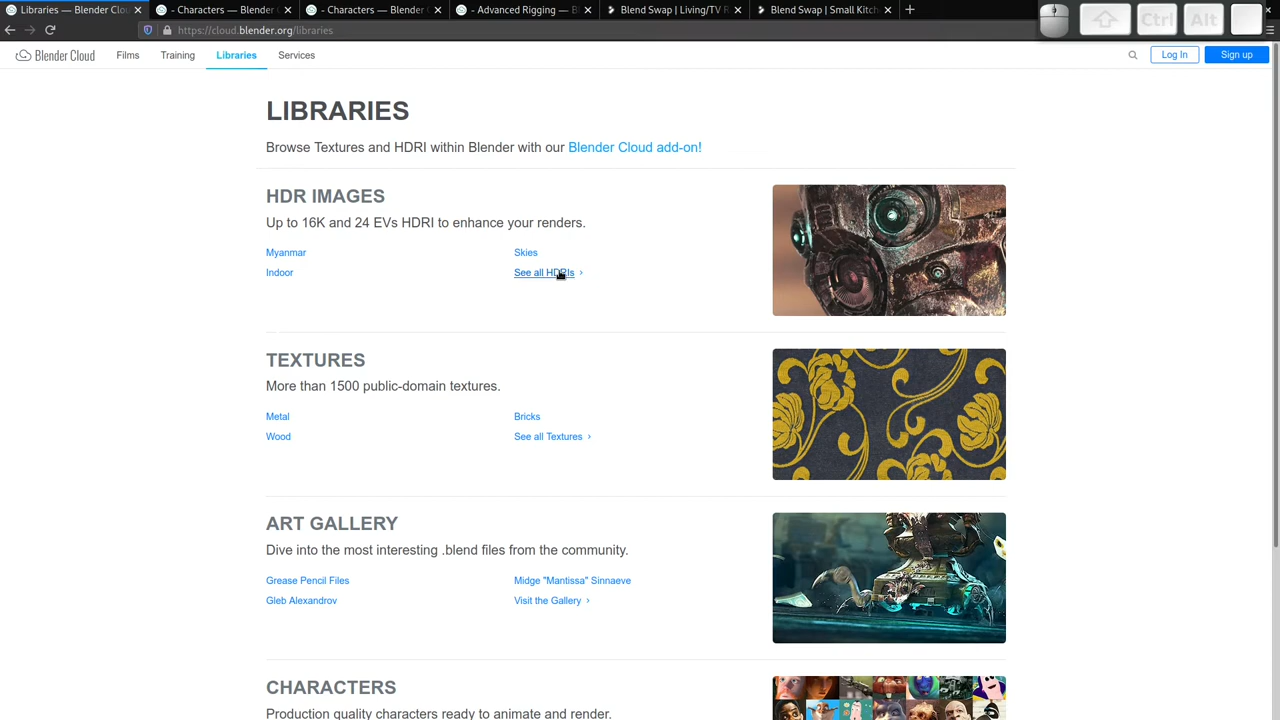 Libraries — Blender Clou
- Characters — Blender C
- Characters — Blender C
- Advanced Rigging — Bl
Blend Swap | Living/TV R
Blend Swap | Small Kitche
https://cloud.blender.org/libraries
Ctrl
Alt
Blender Cloud
Films
Training
Libraries
Services
Log In
Sign up
LIBRARIES
Browse Textures and HDRI within Blender with our Blender Cloud add-on!
HDR IMAGES
Up to 16K and 24 EVs HDRI to enhance your renders.
Myanmar
Skies
Indoor
See all HDRIs ›
TEXTURES
More than 1500 public-domain textures.
Metal
Bricks
Wood
See all Textures ›
ART GALLERY
Dive into the most interesting .blend files from the community.
Grease Pencil Files
Midge "Mantissa" Sinnaeve
Gleb Alexandrov
Visit the Gallery ›
CHARACTERS
Production quality characters ready to animate and render.